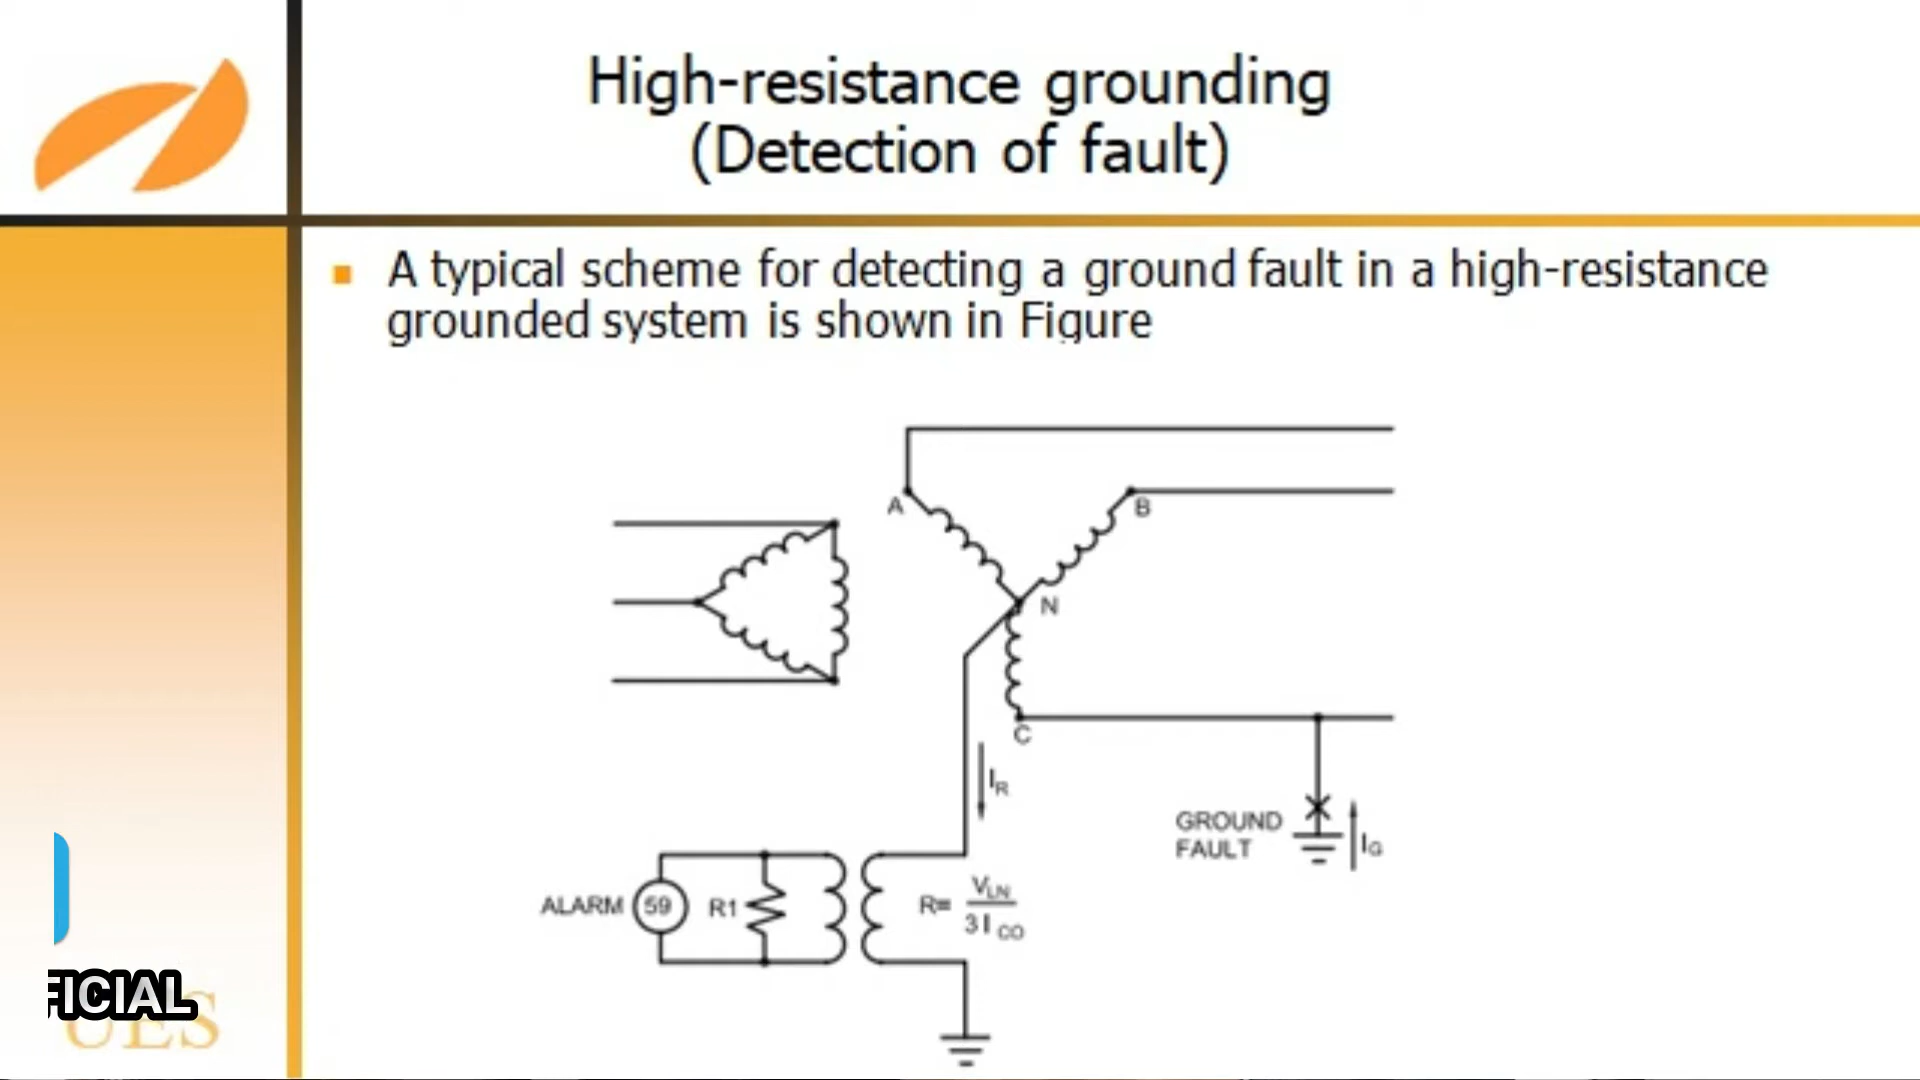 High-resistance grounding
(Detection of fault)
A typical scheme for detecting a ground fault in a high-resistance
grounded system is shown in Figure
A
B
N
C
IR
GROUND
FAULT
IG
ALARM 59 R1
R= VLN
3ICO
FICIAL
UES